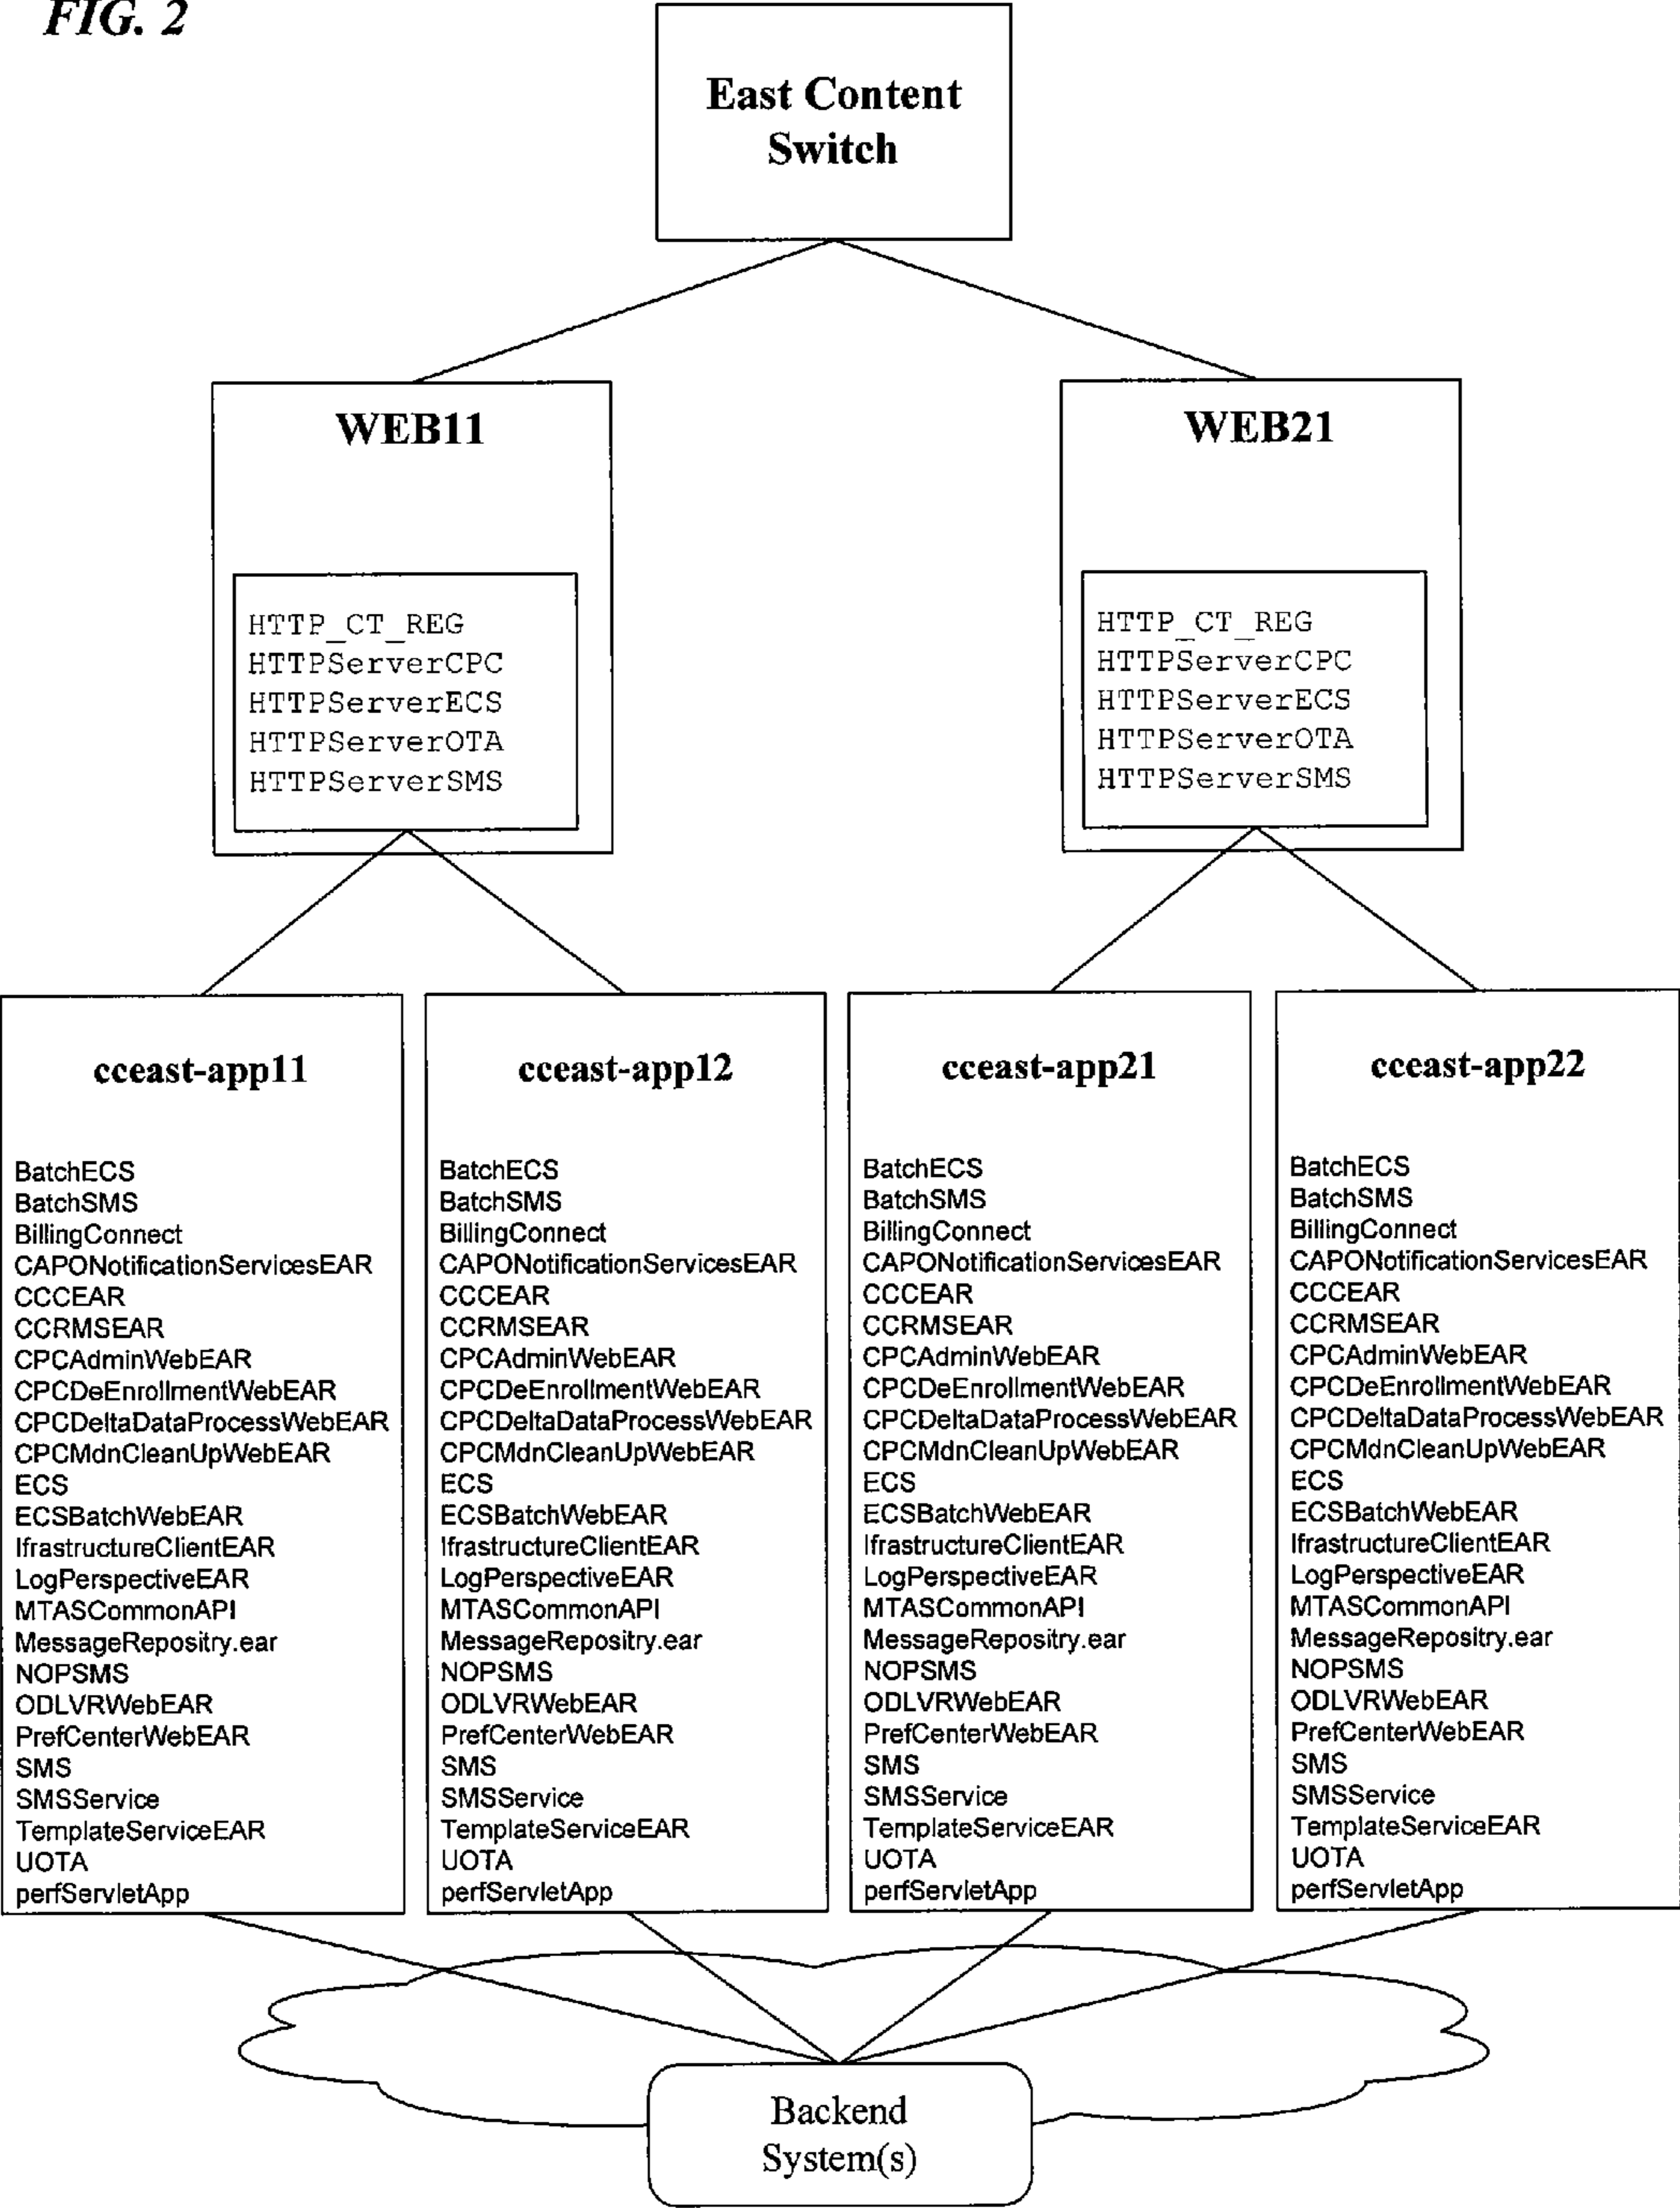 FIG. 2
East Content
Switch
WEB11
HTTP_CT_REG
HTTPServerCPC
HTTPServerECS
HTTPServerOTA
HTTPServerSMS
WEB21
HTTP_CT_REG
HTTPServerCPC
HTTPServerECS
HTTPServerOTA
HTTPServerSMS
cceast-app11
BatchECS
BatchSMS
BillingConnect
CAPONotificationServicesEAR
CCCEAR
CCRMSEAR
CPCAdminWebEAR
CPCDeEnrollmentWebEAR
CPCDeltaDataProcessWebEAR
CPCMdnCleanUpWebEAR
ECS
ECSBatchWebEAR
IfrastructureClientEAR
LogPerspectiveEAR
MTASCommonAPI
MessageRepositry.ear
NOPSMS
ODLVRWebEAR
PrefCenterWebEAR
SMS
SMSService
TemplateServiceEAR
UOTA
perfServletApp
cceast-app12
BatchECS
BatchSMS
BillingConnect
CAPONotificationServicesEAR
CCCEAR
CCRMSEAR
CPCAdminWebEAR
CPCDeEnrollmentWebEAR
CPCDeltaDataProcessWebEAR
CPCMdnCleanUpWebEAR
ECS
ECSBatchWebEAR
IfrastructureClientEAR
LogPerspectiveEAR
MTASCommonAPI
MessageRepositry.ear
NOPSMS
ODLVRWebEAR
PrefCenterWebEAR
SMS
SMSService
TemplateServiceEAR
UOTA
perfServletApp
cceast-app21
BatchECS
BatchSMS
BillingConnect
CAPONotificationServicesEAR
CCCEAR
CCRMSEAR
CPCAdminWebEAR
CPCDeEnrollmentWebEAR
CPCDeltaDataProcessWebEAR
CPCMdnCleanUpWebEAR
ECS
ECSBatchWebEAR
IfrastructureClientEAR
LogPerspectiveEAR
MTASCommonAPI
MessageRepositry.ear
NOPSMS
ODLVRWebEAR
PrefCenterWebEAR
SMS
SMSService
TemplateServiceEAR
UOTA
perfServletApp
cceast-app22
BatchECS
BatchSMS
BillingConnect
CAPONotificationServicesEAR
CCCEAR
CCRMSEAR
CPCAdminWebEAR
CPCDeEnrollmentWebEAR
CPCDeltaDataProcessWebEAR
CPCMdnCleanUpWebEAR
ECS
ECSBatchWebEAR
IfrastructureClientEAR
LogPerspectiveEAR
MTASCommonAPI
MessageRepositry.ear
NOPSMS
ODLVRWebEAR
PrefCenterWebEAR
SMS
SMSService
TemplateServiceEAR
UOTA
perfServletApp
Backend
System(s)